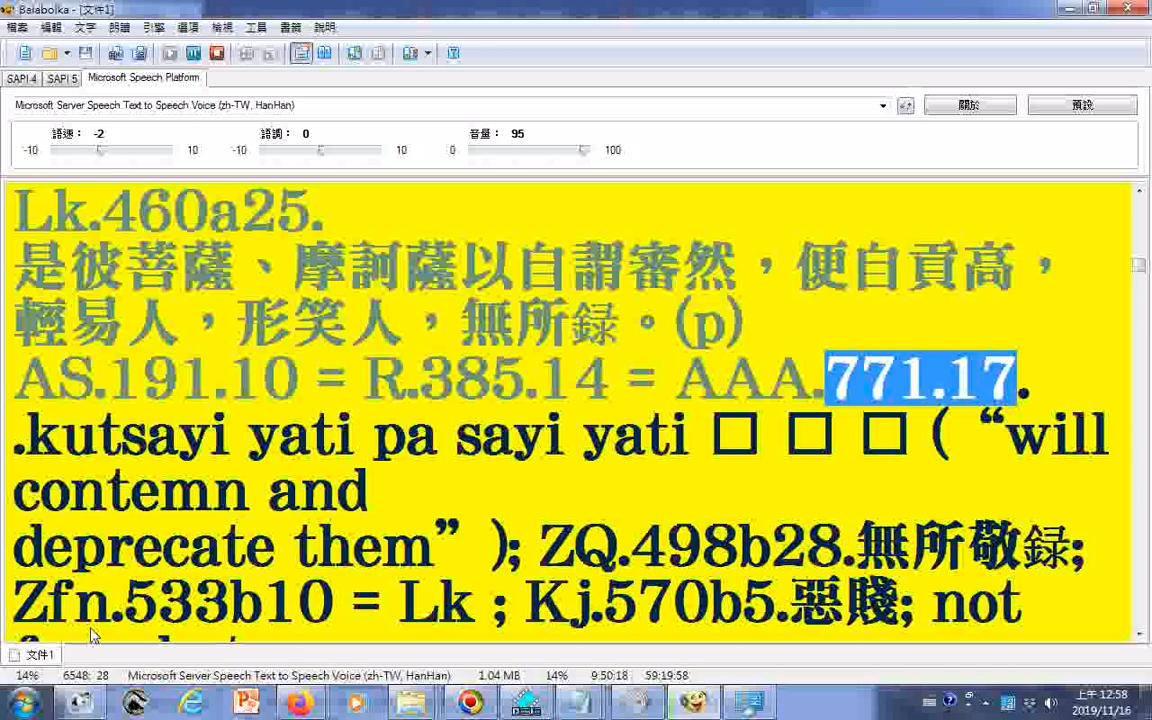 Balabolka - [文件1]
檔案 編輯 文字 朗讀 引擎 選項 檢視 工具 書籤 說明
SAPI 4 SAPI 5 Microsoft Speech Platform
Microsoft Server Speech Text to Speech Voice (zh-TW, HanHan)
關於 預設
語速： -2 語調： 0 音量： 95
-10 10 -10 10 0 100
Lk.460a25.
是彼菩薩、摩訶薩以自謂審然，便自貢高，
輕易人，形笑人，無所録。(p)
AS.191.10 = R.385.14 = AAA.771.17.
.kutsayi yati pa sayi yati □ □ □ ( “will
contemn and
deprecate them” ); ZQ.498b28.無所敬録;
Zfn.533b10 = Lk ; Kj.570b5.惡賤; not
文件1
14% 6548: 28 Microsoft Server Speech Text to Speech Voice (zh-TW, HanHan) 1.04 MB 14% 9:50:18 59:19:58
上午 12:58
2019/11/16